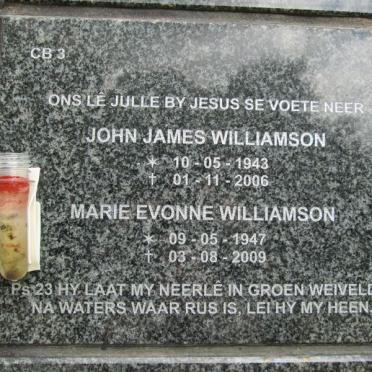 CB 3
ONS LÊ JULLE BY JESUS SE VOETE NEER
JOHN JAMES WILLIAMSON
* 10 - 05 - 1943
† 01 - 11 - 2006
MARIE EVONNE WILLIAMSON
* 09 - 05 - 1947
† 03 - 08 - 2009
Ps 23 HY LAAT MY NEERLÊ IN GROEN WEIVELD
NA WATERS WAAR RUS IS, LEI HY MY HEEN.